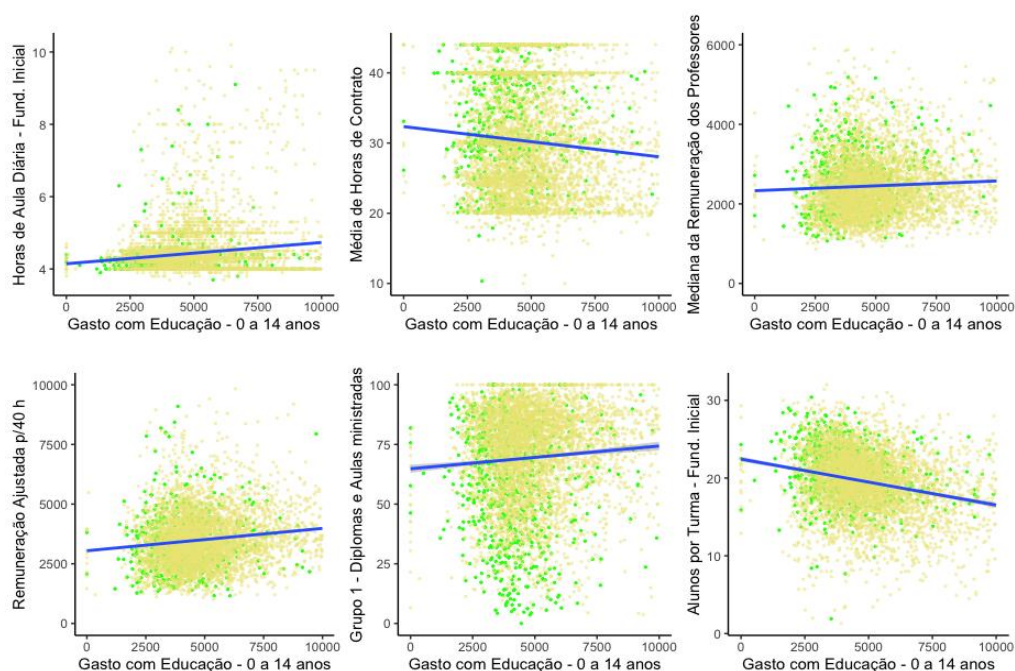 Horas de Aula Diária - Fund. Inicial
10
8
6
4
0 2500 5000 7500 10000
Gasto com Educação - 0 a 14 anos
Média de Horas de Contrato
40
30
20
10
0 2500 5000 7500 10000
Gasto com Educação - 0 a 14 anos
Mediana da Remuneração dos Professores
6000
4000
2000
0
0 2500 5000 7500 10000
Gasto com Educação - 0 a 14 anos
Remuneração Ajustada p/40 h
10000
7500
5000
2500
0
0 2500 5000 7500 10000
Gasto com Educação - 0 a 14 anos
Grupo 1 - Diplomas e Aulas ministradas
100
75
50
25
0
0 2500 5000 7500 10000
Gasto com Educação - 0 a 14 anos
Alunos por Turma - Fund. Inicial
30
20
10
0
0 2500 5000 7500 10000
Gasto com Educação - 0 a 14 anos